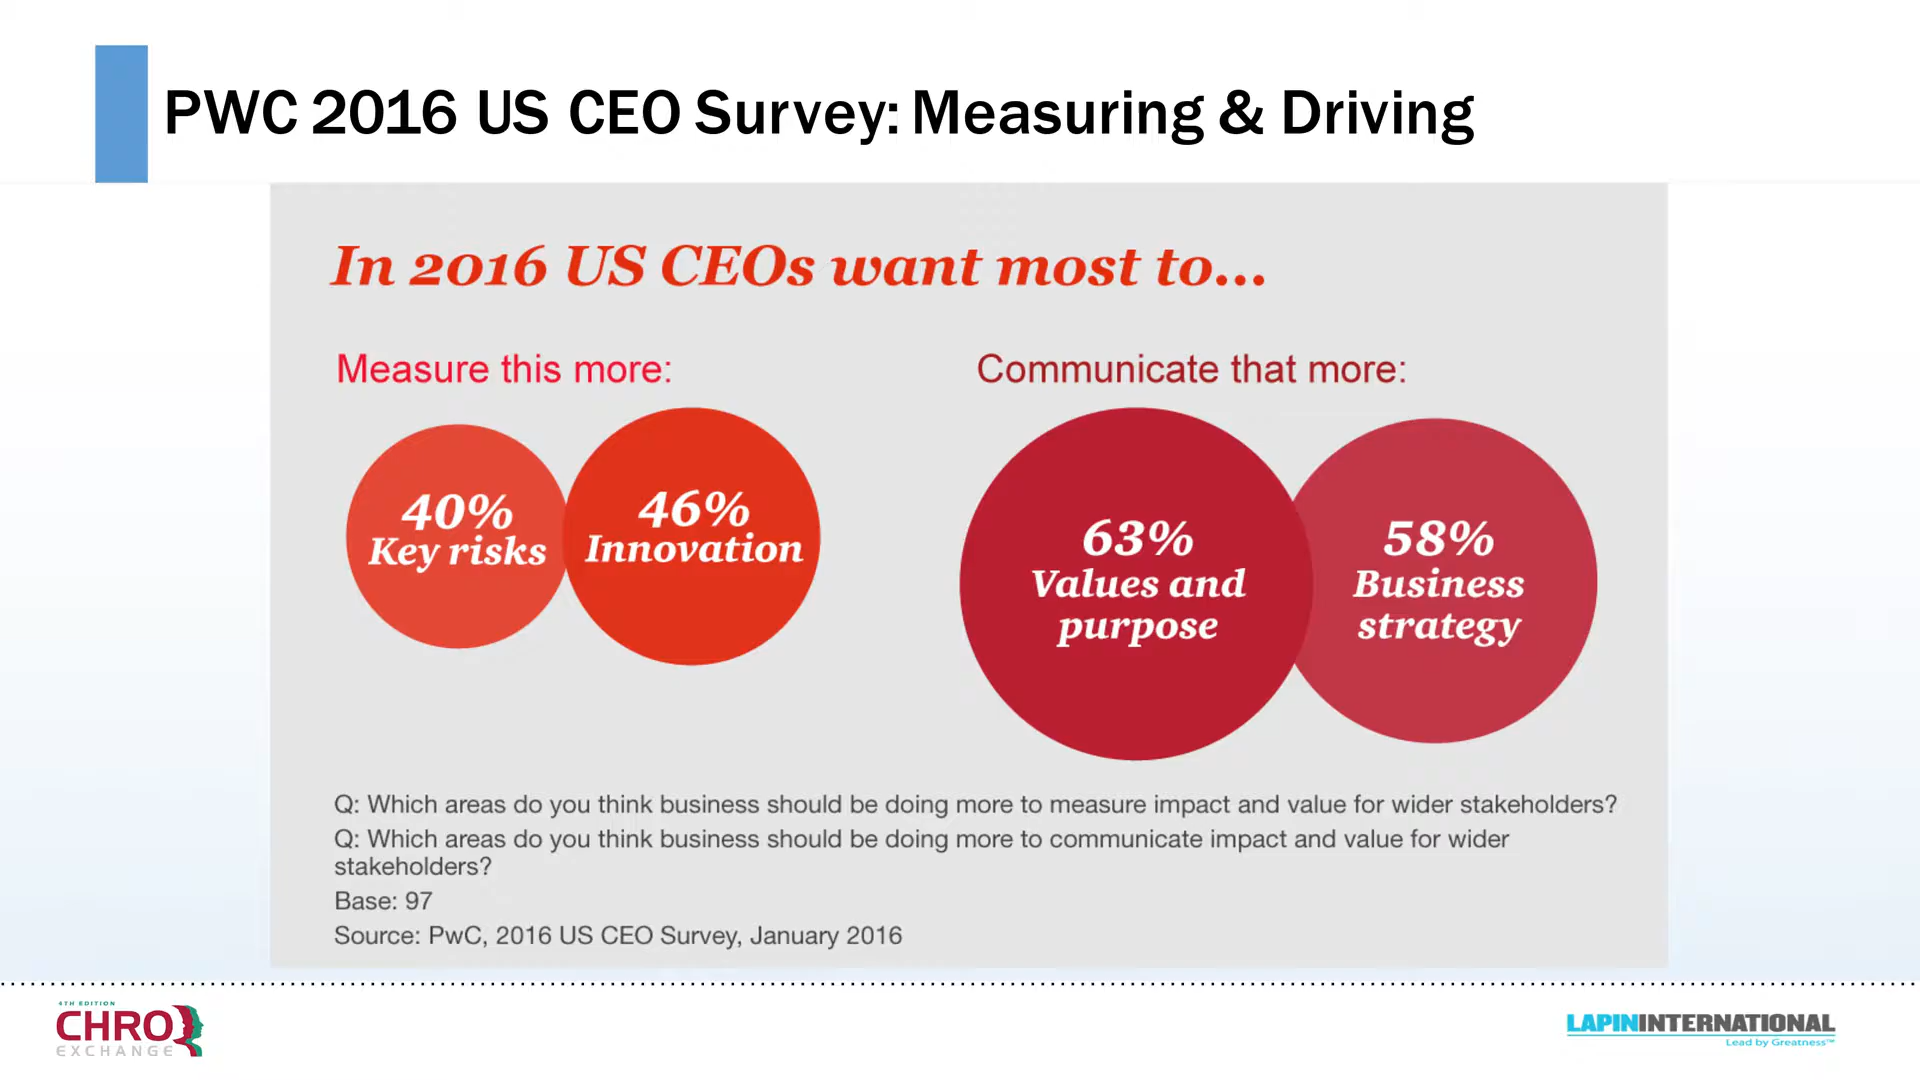 PWC 2016 US CEO Survey: Measuring & Driving
In 2016 US CEOs want most to...
Measure this more:
40%
Key risks
46%
Innovation
Communicate that more:
63%
Values and
purpose
58%
Business
strategy
Q: Which areas do you think business should be doing more to measure impact and value for wider stakeholders?
Q: Which areas do you think business should be doing more to communicate impact and value for wider
stakeholders?
Base: 97
Source: PwC, 2016 US CEO Survey, January 2016
4TH EDITION
CHRO
EXCHANGE
LAPININTERNATIONAL
Lead by Greatness™